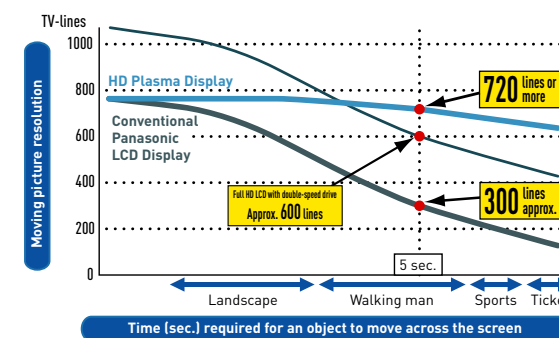 TV-lines
1000
800
600
400
200
0
Moving picture resolution
HD Plasma Display
Conventional
Panasonic
LCD Display
720 lines or
more
Full HD LCD with double-speed drive
Approx. 600 lines
300 lines
approx.
5 sec.
Landscape
Walking man
Sports
Time (sec.) required for an object to move across the screen